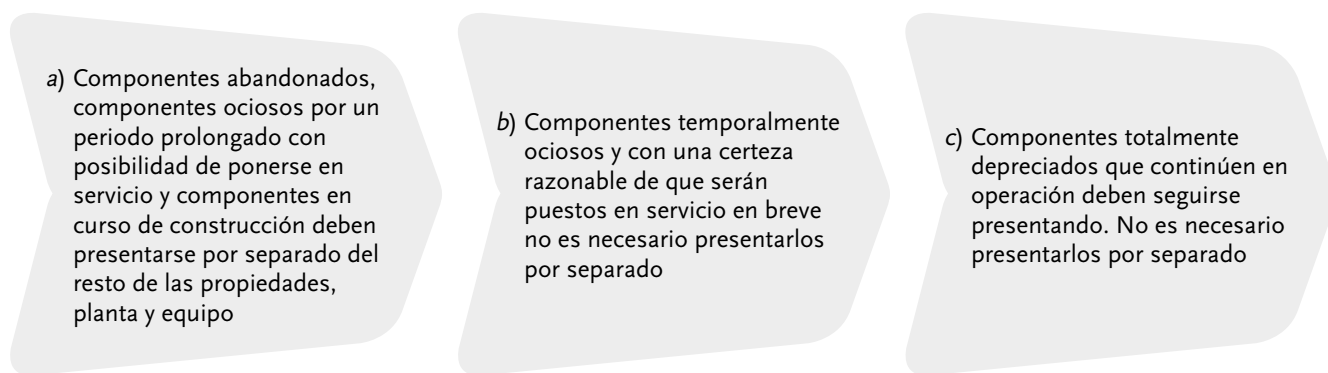 a) Componentes abandonados,
componentes ociosos por un
periodo prolongado con
posibilidad de ponerse en
servicio y componentes en
curso de construcción deben
presentarse por separado del
resto de las propiedades,
planta y equipo
b) Componentes temporalmente
ociosos y con una certeza
razonable de que serán
puestos en servicio en breve
no es necesario presentarlos
por separado
c) Componentes totalmente
depreciados que continúen en
operación deben seguirse
presentando. No es necesario
presentarlos por separado